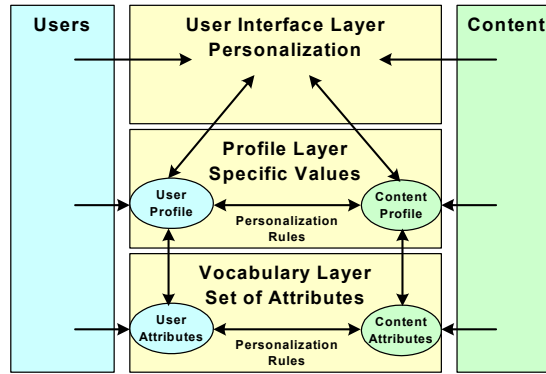 Users
User Interface Layer
Personalization
Content
Profile Layer
Specific Values
User
Profile
Personalization
Rules
Content
Profile
Vocabulary Layer
Set of Attributes
User
Attributes
Personalization
Rules
Content
Attributes